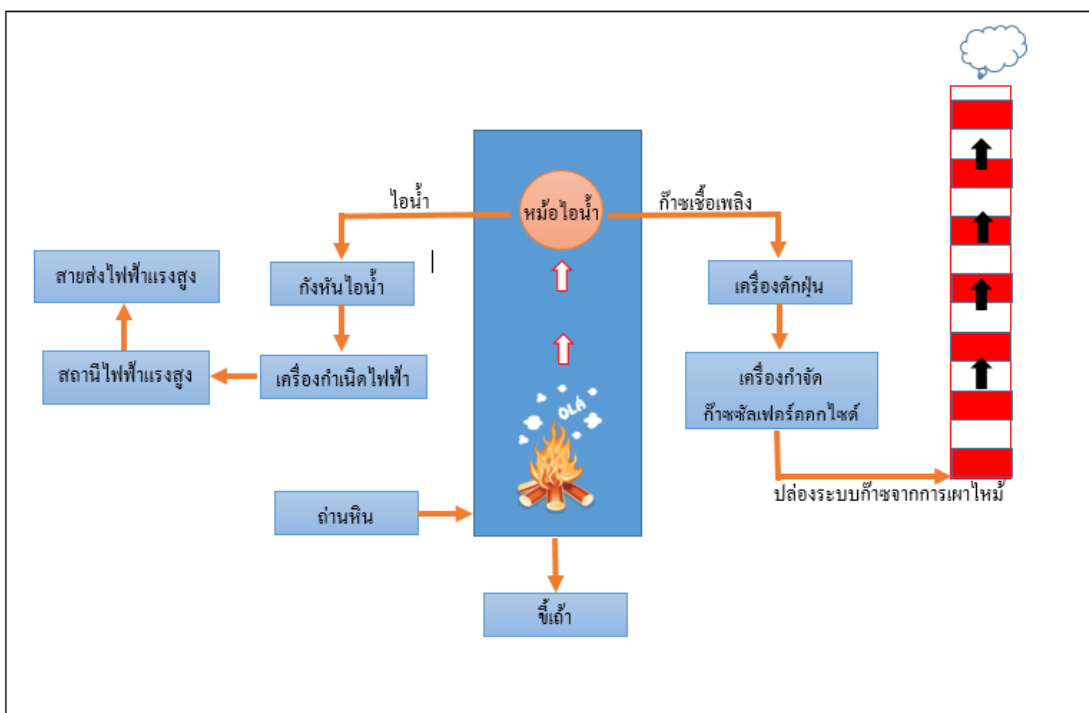 ไอน้ำ
หม้อไอน้ำ
ก๊าซเชื้อเพลิง
สายส่งไฟฟ้าแรงสูง
กังหันไอน้ำ
เครื่องดักฝุ่น
สถานีไฟฟ้าแรงสูง
เครื่องกำเนิดไฟฟ้า
เครื่องกำจัด
ก๊าซซัลเฟอร์ออกไซด์
OLÁ
ถ่านหิน
ปล่องระบบก๊าซจากการเผาไหม้
ขี้เถ้า